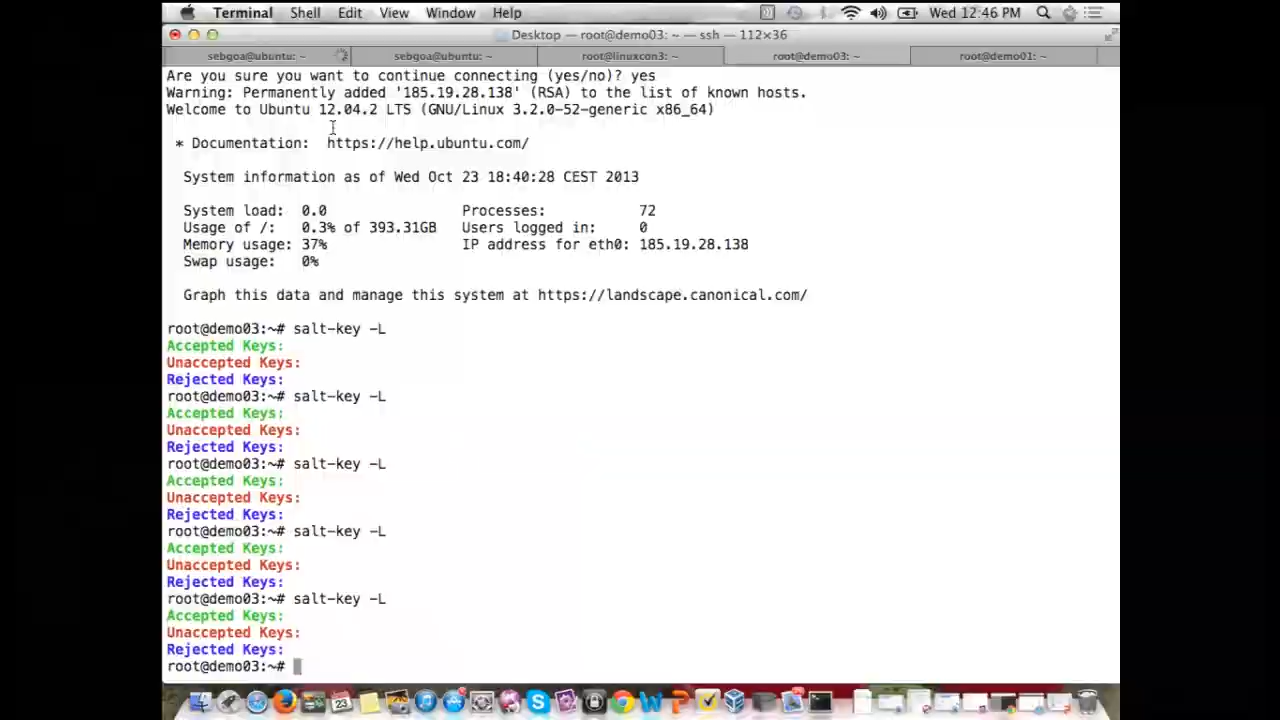 Terminal Shell Edit View Window Help Wed 12:46 PM
Desktop — root@demo03: ~ — ssh — 112×36
sebgoa@ubuntu: ~ sebgoa@ubuntu: ~ root@linuxcon3: ~ root@demo03: ~ root@demo01: ~
Are you sure you want to continue connecting (yes/no)? yes
Warning: Permanently added '185.19.28.138' (RSA) to the list of known hosts.
Welcome to Ubuntu 12.04.2 LTS (GNU/Linux 3.2.0-52-generic x86_64)
* Documentation: https://help.ubuntu.com/
System information as of Wed Oct 23 18:40:28 CEST 2013
System load: 0.0 Processes: 72
Usage of /: 0.3% of 393.31GB Users logged in: 0
Memory usage: 37% IP address for eth0: 185.19.28.138
Swap usage: 0%
Graph this data and manage this system at https://landscape.canonical.com/
root@demo03:~# salt-key -L
Accepted Keys:
Unaccepted Keys:
Rejected Keys:
root@demo03:~# salt-key -L
Accepted Keys:
Unaccepted Keys:
Rejected Keys:
root@demo03:~# salt-key -L
Accepted Keys:
Unaccepted Keys:
Rejected Keys:
root@demo03:~# salt-key -L
Accepted Keys:
Unaccepted Keys:
Rejected Keys:
root@demo03:~# salt-key -L
Accepted Keys:
Unaccepted Keys:
Rejected Keys:
root@demo03:~#
23